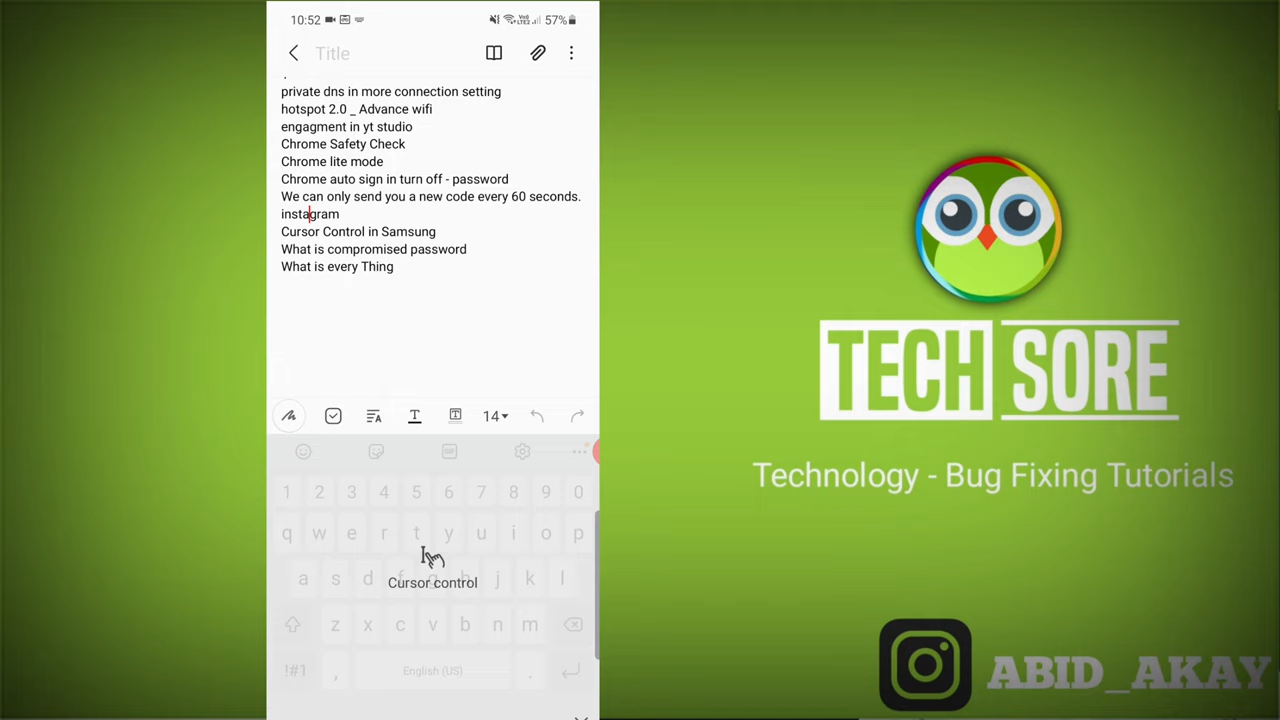 10:52
Vo) LTE2 57%
Title
private dns in more connection setting
hotspot 2.0 _ Advance wifi
engagment in yt studio
Chrome Safety Check
Chrome lite mode
Chrome auto sign in turn off - password
We can only send you a new code every 60 seconds.
instagram
Cursor Control in Samsung
What is compromised password
What is every Thing
T T 14
GIF
1 2 3 4 5 6 7 8 9 0
q w e r t y u i o p
a s d f g h j k l
Cursor control
z x c v b n m
!#1 , English (US) .
TECH SORE
Technology - Bug Fixing Tutorials
ABID_AKAY